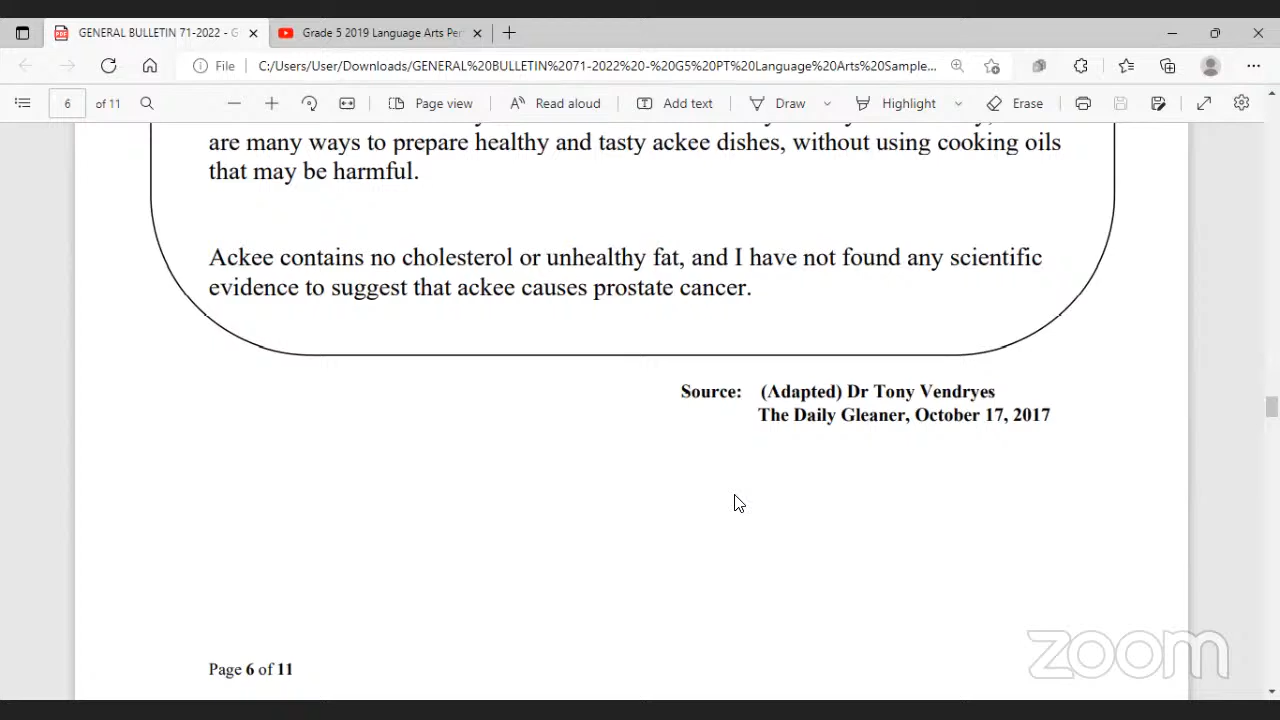 GENERAL BULLETIN 71-2022 - G
Grade 5 2019 Language Arts Per
File
C:/Users/User/Downloads/GENERAL%20BULLETIN%2071-2022%20-%20G5%20PT%20Language%20Arts%20Sample...
6 of 11
Page view
Read aloud
Add text
Draw
Highlight
Erase
are many ways to prepare healthy and tasty ackee dishes, without using cooking oils
that may be harmful.
Ackee contains no cholesterol or unhealthy fat, and I have not found any scientific
evidence to suggest that ackee causes prostate cancer.
Source: (Adapted) Dr Tony Vendryes
The Daily Gleaner, October 17, 2017
Page 6 of 11
zoom